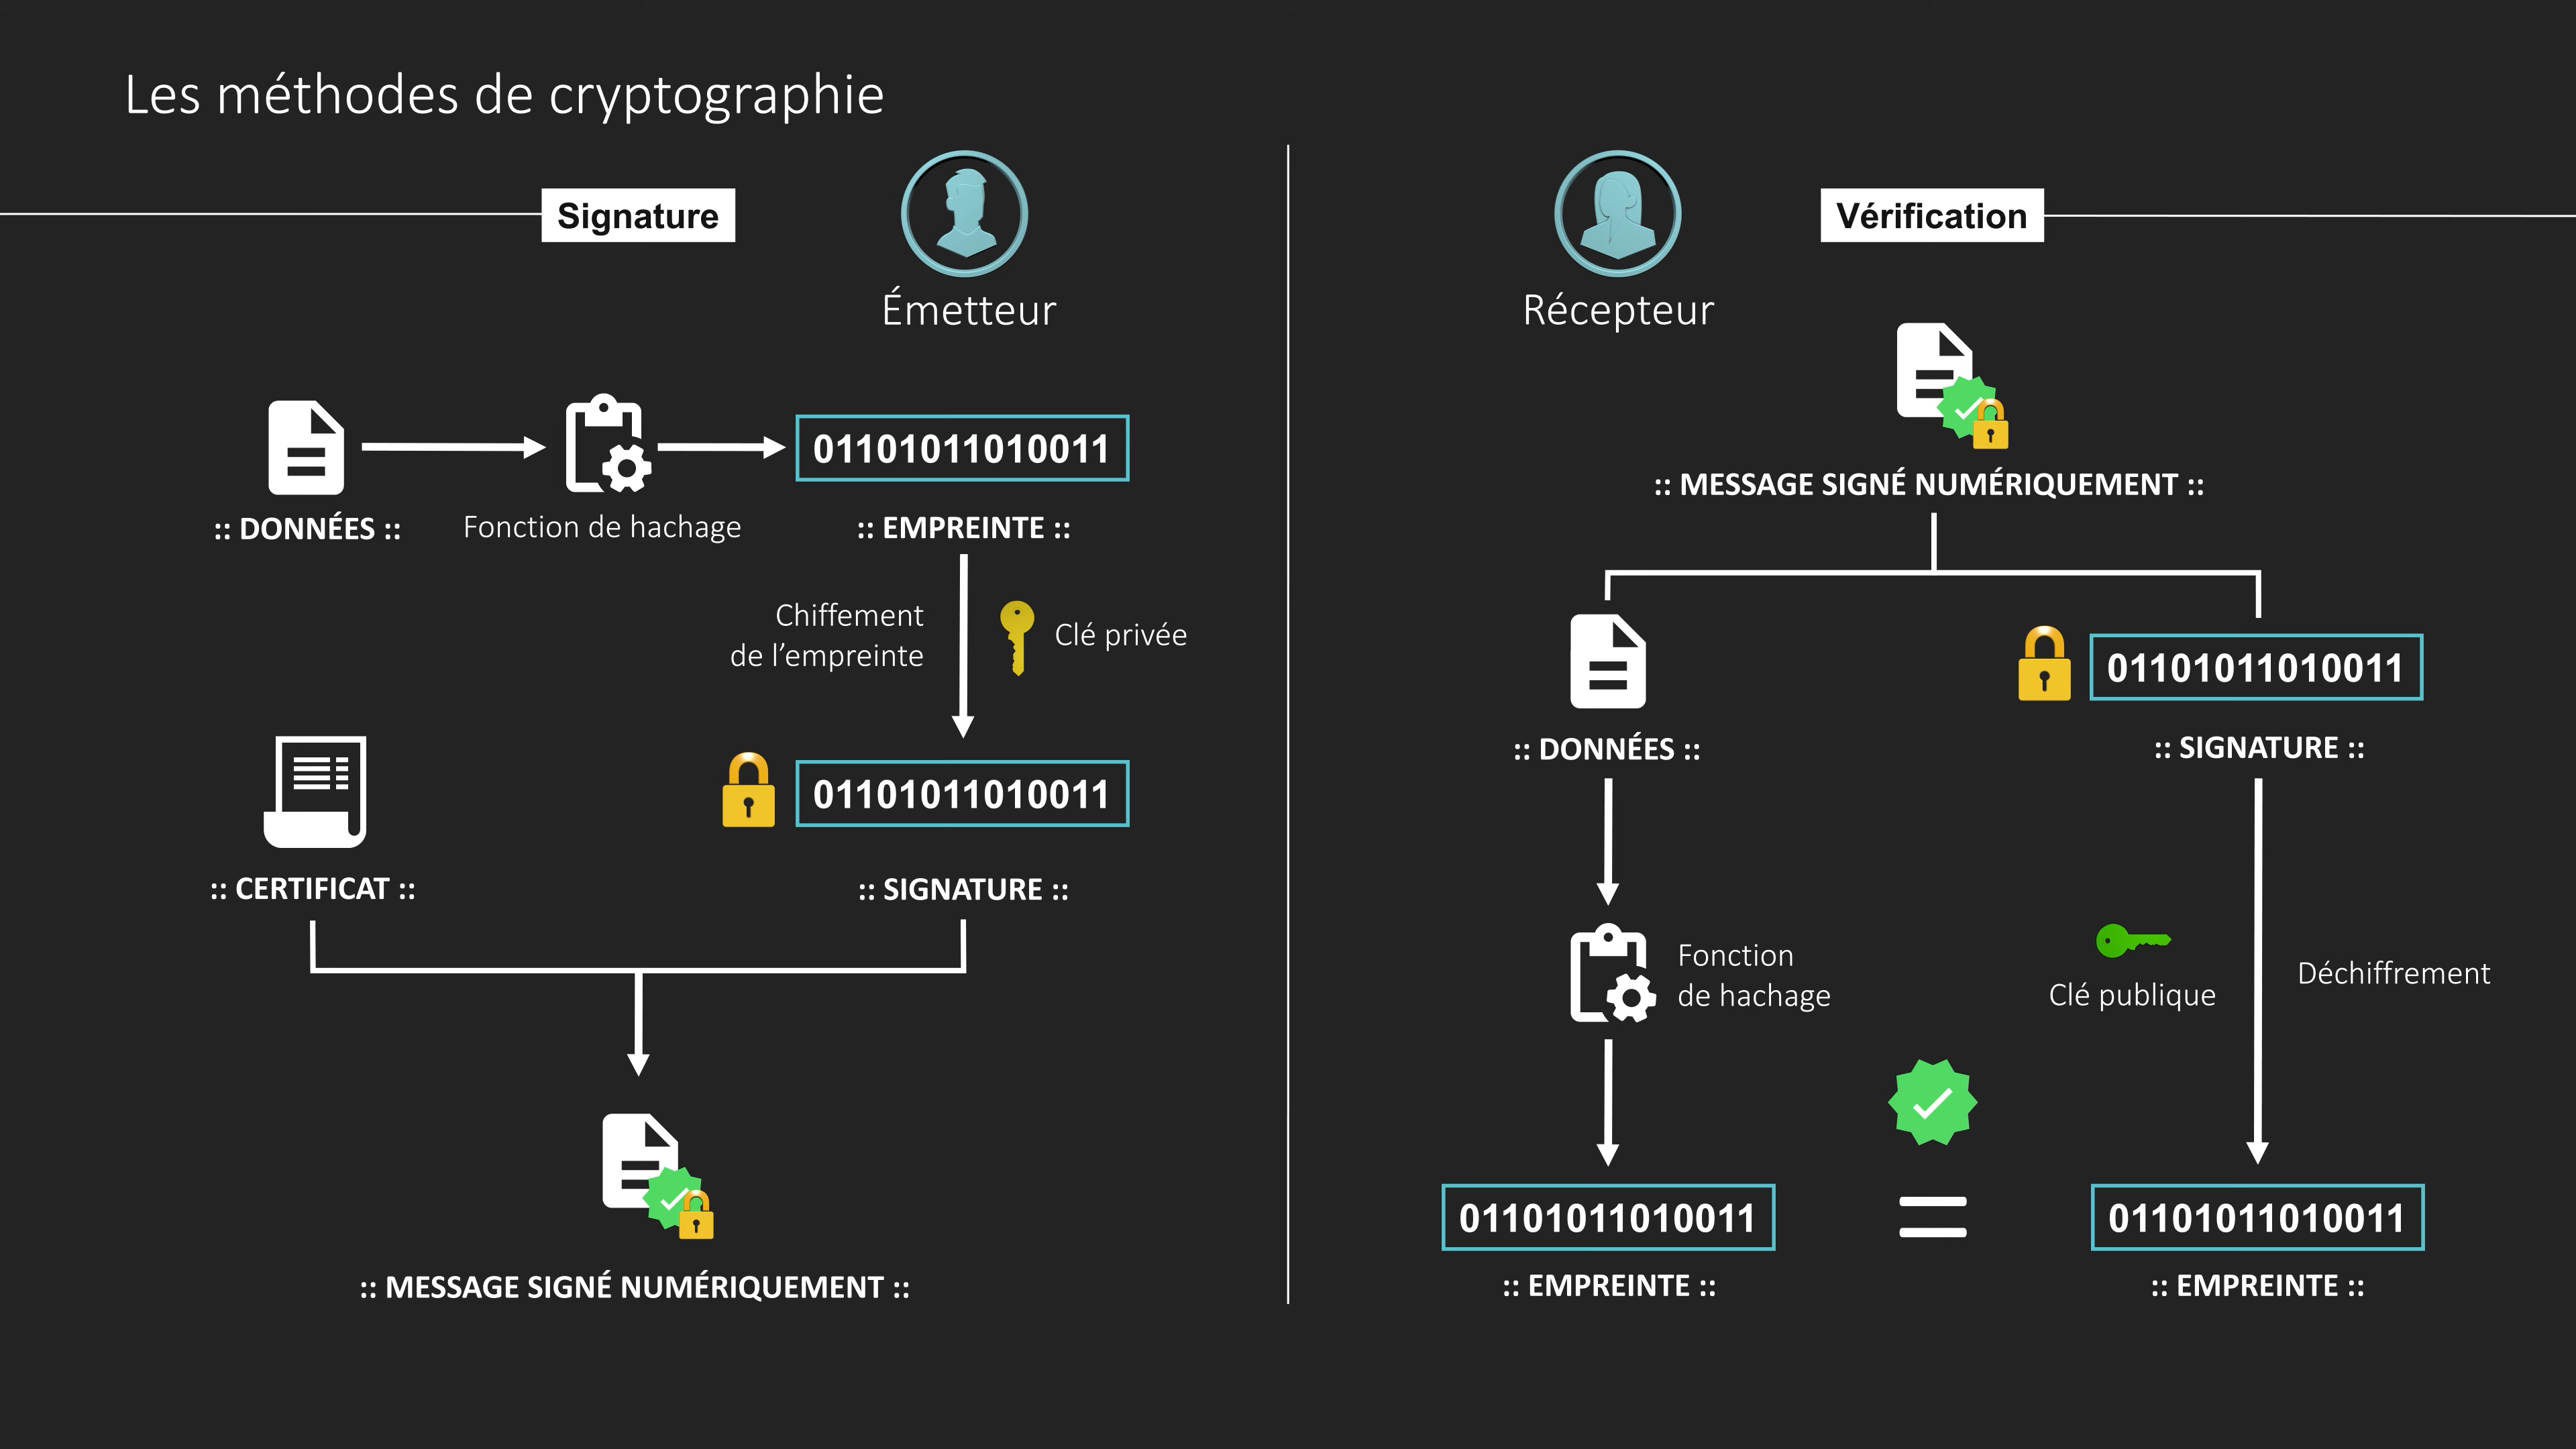 Les méthodes de cryptographie
Signature
Émetteur
01101011010011
:: DONNÉES ::
Fonction de hachage
:: EMPREINTE ::
Chiffement
de l'empreinte
Clé privée
01101011010011
:: CERTIFICAT ::
:: SIGNATURE ::
:: MESSAGE SIGNÉ NUMÉRIQUEMENT ::
Récepteur
Vérification
:: MESSAGE SIGNÉ NUMÉRIQUEMENT ::
01101011010011
:: DONNÉES ::
:: SIGNATURE ::
Fonction
de hachage
Clé publique
Déchiffrement
01101011010011
=
01101011010011
:: EMPREINTE ::
:: EMPREINTE ::